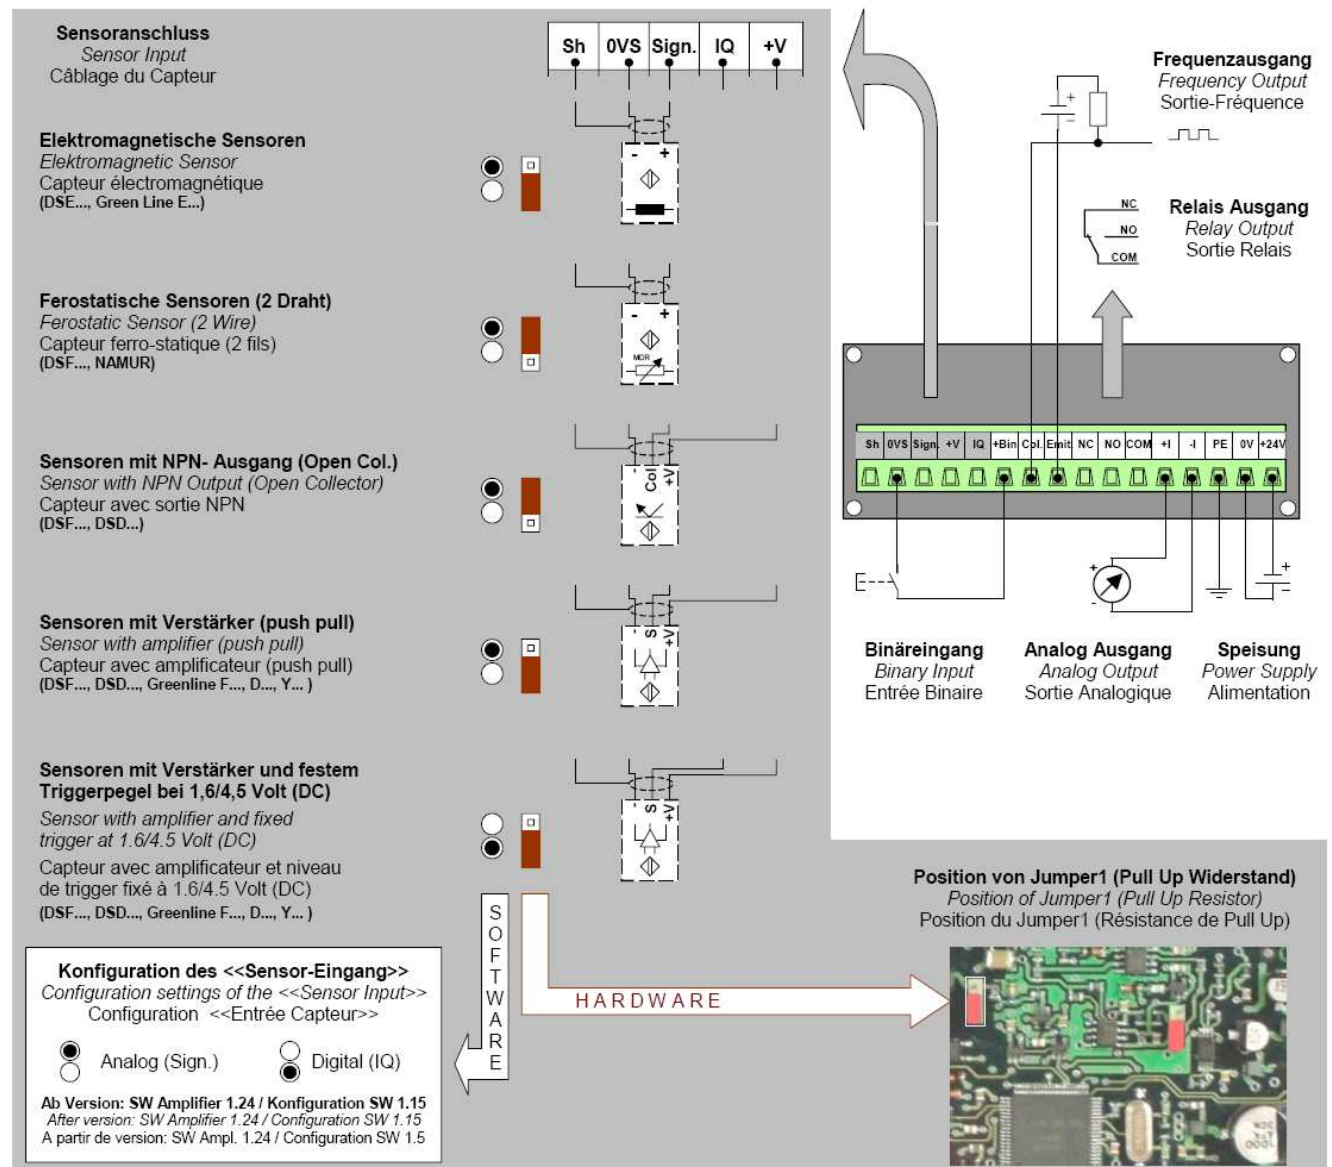 Sensoranschluss
Sensor Input
Câblage du Capteur
Sh 0VS Sign. IQ +V
Elektromagnetische Sensoren
Elektromagnetic Sensor
Capteur électromagnétique
(DSE..., Green Line E...)
- +
Ferostatische Sensoren (2 Draht)
Ferostatic Sensor (2 Wire)
Capteur ferro-statique (2 fils)
(DSF..., NAMUR)
- +
MDR
Sensoren mit NPN- Ausgang (Open Col.)
Sensor with NPN Output (Open Collector)
Capteur avec sortie NPN
(DSF..., DSD...)
- Col +V
Sensoren mit Verstärker (push pull)
Sensor with amplifier (push pull)
Capteur avec amplificateur (push pull)
(DSF..., DSD..., Greenline F..., D..., Y... )
- S +V
Sensoren mit Verstärker und festem
Triggerpegel bei 1,6/4,5 Volt (DC)
Sensor with amplifier and fixed
trigger at 1.6/4.5 Volt (DC)
Capteur avec amplificateur et niveau
de trigger fixé à 1.6/4.5 Volt (DC)
(DSF..., DSD..., Greenline F..., D..., Y... )
- S +V
SOFTWARE
HARDWARE
Konfiguration des <<Sensor-Eingang>>
Configuration settings of the <<Sensor Input>>
Configuration <<Entrée Capteur>>
Analog (Sign.) Digital (IQ)
Ab Version: SW Amplifier 1.24 / Konfiguration SW 1.15
After version: SW Amplifier 1.24 / Configuration SW 1.15
A partir de version: SW Ampl. 1.24 / Configuration SW 1.5
Frequenzausgang
Frequency Output
Sortie-Fréquence
+
-
Relais Ausgang
Relay Output
Sortie Relais
NC
NO
COM
Sh 0VS Sign. +V IQ +Bin Col. Emit NC NO COM +I -I PE 0V +24V
+
-
+
-
Binäreingang
Binary Input
Entrée Binaire
Analog Ausgang
Analog Output
Sortie Analogique
Speisung
Power Supply
Alimentation
Position von Jumper1 (Pull Up Widerstand)
Position of Jumper1 (Pull Up Resistor)
Position du Jumper1 (Résistance de Pull Up)